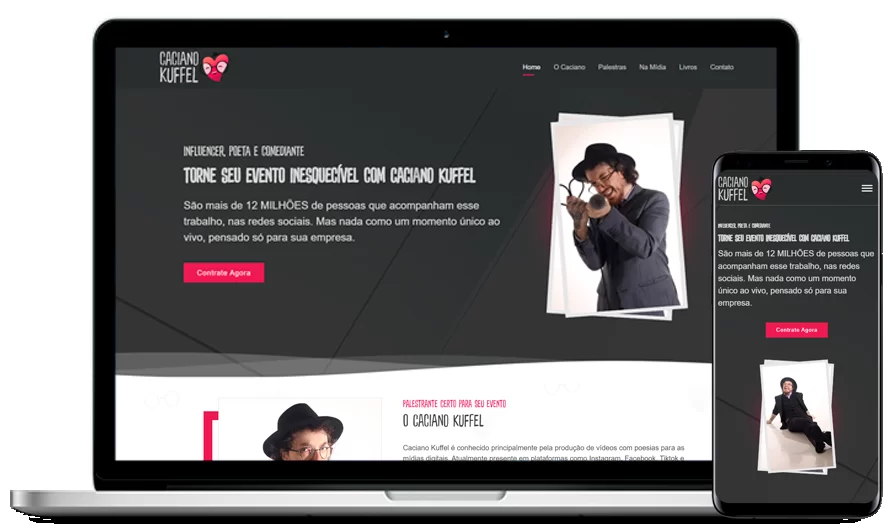 CACIANO
KUFFEL
Home O Caciano Palestras Na Mídia Livros Contato
INFLUENCER, POETA E COMEDIANTE
TORNE SEU EVENTO INESQUECÍVEL COM CACIANO KUFFEL
São mais de 12 MILHÕES de pessoas que acompanham esse
trabalho, nas redes sociais. Mas nada como um momento único ao
vivo, pensado só para sua empresa.
Contrate Agora
PALESTRANTE CERTO PARA SEU EVENTO
O CACIANO KUFFEL
Caciano Kuffel é conhecido principalmente pela produção de vídeos com poesias para as
mídias digitais. Atualmente presente em plataformas como Instagram, Facebook, Tiktok e
CACIANO
KUFFEL
INFLUENCER, POETA E COMEDIANTE
TORNE SEU EVENTO INESQUECÍVEL COM CACIANO KUFFEL
São mais de 12 MILHÕES de pessoas que
acompanham esse trabalho, nas redes
sociais. Mas nada como um momento
único ao vivo, pensado só para sua
empresa.
Contrate Agora